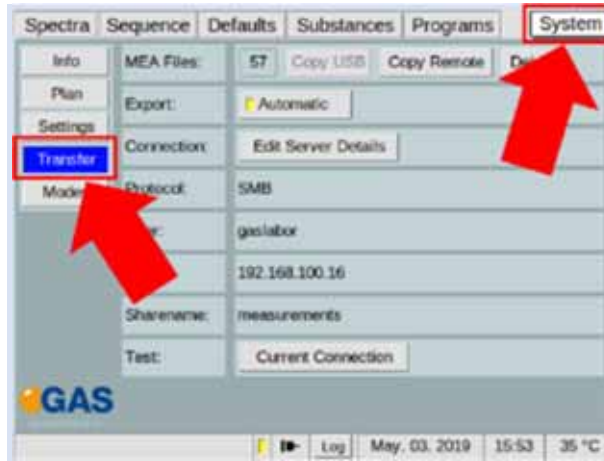 Spectra Sequence Defaults Substances Programs System
Info
Plan
Settings
Transfer
MEA Files: 57 Copy USB Copy Remote
Export: Automatic
Connection: Edit Server Details
Protocol: SMB
gaslabor
192.168.100.16
Sharename: measurements
Test: Current Connection
GAS
Log May, 03. 2019 15:53 35 °C